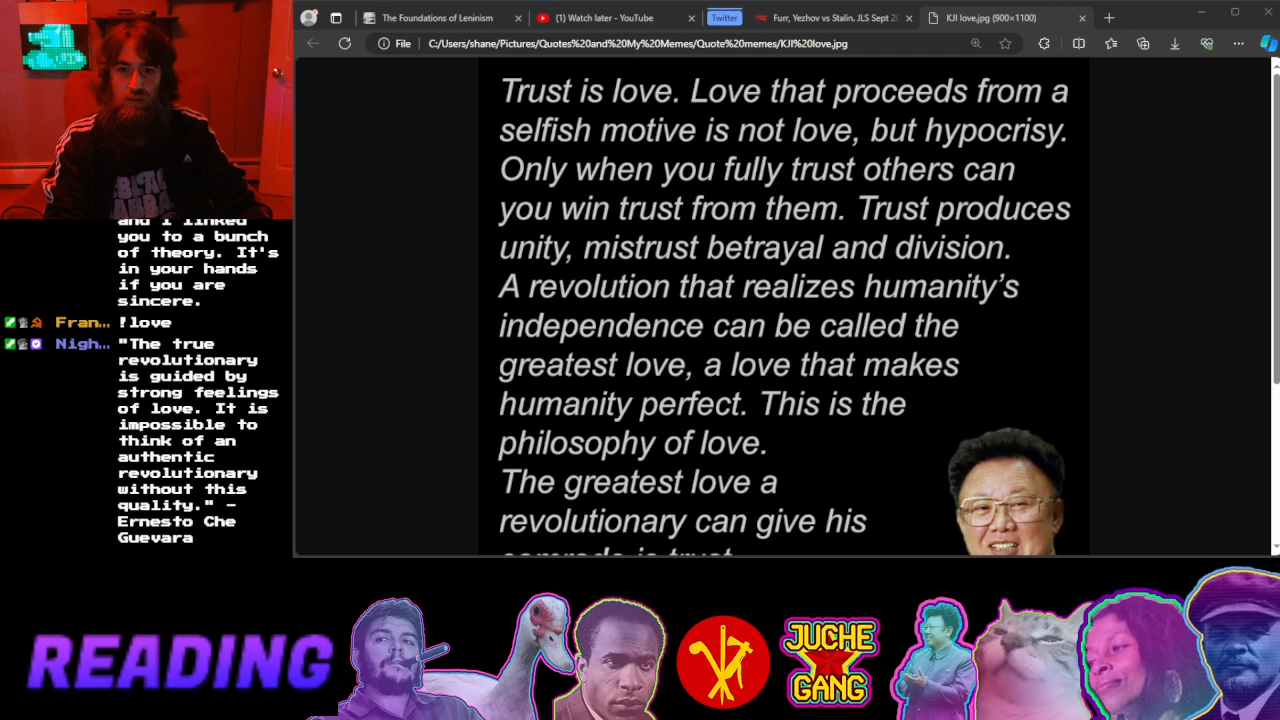 The Foundations of Leninism
(1) Watch later - YouTube
Twitter
Furr, Yezhov vs Stalin. JLS Sept 20
KJI love.jpg (900×1100)
File
C:/Users/shane/Pictures/Quotes%20and%20My%20Memes/Quote%20memes/KJI%20love.jpg
Trust is love. Love that proceeds from a
selfish motive is not love, but hypocrisy.
Only when you fully trust others can
you win trust from them. Trust produces
unity, mistrust betrayal and division.
A revolution that realizes humanity’s
independence can be called the
greatest love, a love that makes
humanity perfect. This is the
philosophy of love.
The greatest love a
revolutionary can give his
comrade is trust
and I linked
you to a bunch
of theory. It's
in your hands
if you are
sincere.
Fran... !love
Nigh... "The true
revolutionary
is guided by
strong feelings
of love. It is
impossible to
think of an
authentic
revolutionary
without this
quality." -
Ernesto Che
Guevara
READING
JUCHE
GANG